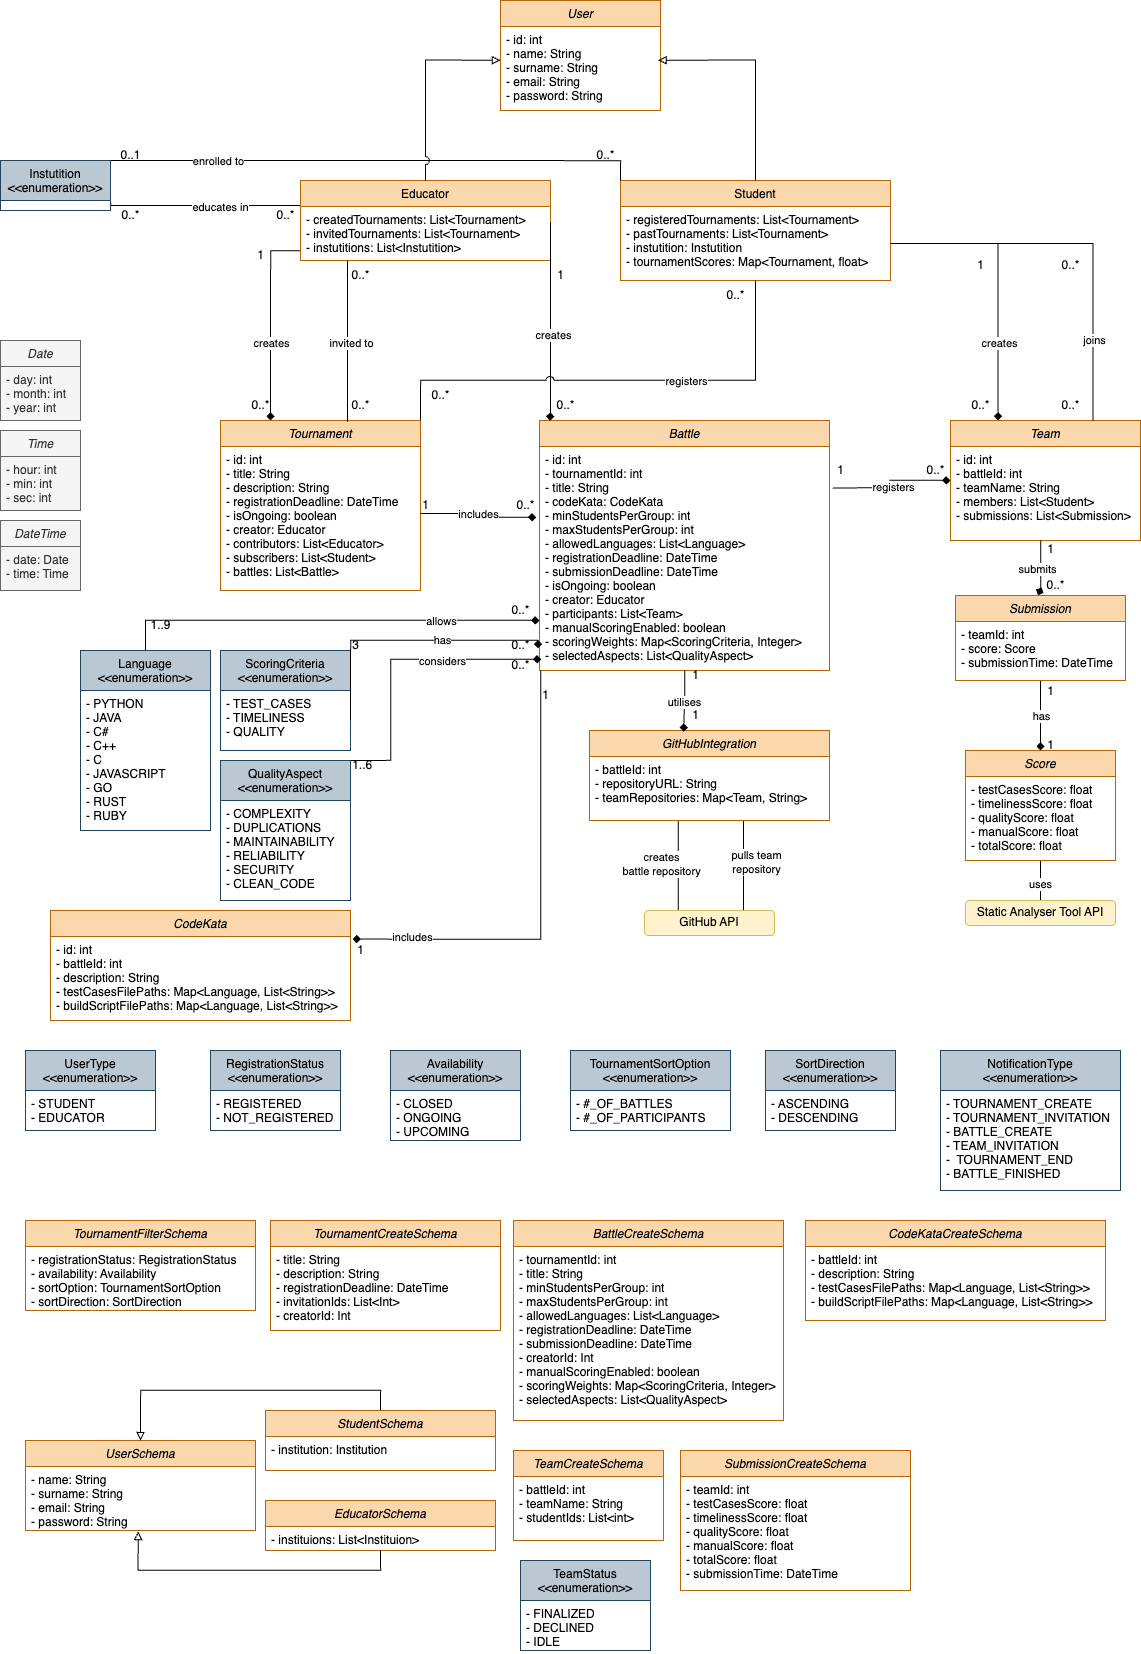 User
- id: int
- name: String
- surname: String
- email: String
- password: String
0..1
enrolled to
0..*
Instutition
<<enumeration>>
0..*
educates in
0..*
Educator
- createdTournaments: List<Tournament>
- invitedTournaments: List<Tournament>
- instutitions: List<Instutition>
Student
- registeredTournaments: List<Tournament>
- pastTournaments: List<Tournament>
- instutition: Instutition
- tournamentScores: Map<Tournament, float>
1
0..*
1
0..*
1
0..*
creates
invited to
creates
creates
joins
registers
0..*
0..*
0..*
0..*
0..*
0..*
Date
- day: int
- month: int
- year: int
Time
- hour: int
- min: int
- sec: int
DateTime
- date: Date
- time: Time
Tournament
- id: int
- title: String
- description: String
- registrationDeadline: DateTime
- isOngoing: boolean
- creator: Educator
- contributors: List<Educator>
- subscribers: List<Student>
- battles: List<Battle>
1
includes
0..*
Battle
- id: int
- tournamentId: int
- title: String
- codeKata: CodeKata
- minStudentsPerGroup: int
- maxStudentsPerGroup: int
- allowedLanguages: List<Language>
- registrationDeadline: DateTime
- submissionDeadline: DateTime
- isOngoing: boolean
- creator: Educator
- participants: List<Team>
- manualScoringEnabled: boolean
- scoringWeights: Map<ScoringCriteria, Integer>
- selectedAspects: List<QualityAspect>
1
registers
0..*
Team
- id: int
- battleId: int
- teamName: String
- members: List<Student>
- submissions: List<Submission>
1
submits
0..*
Submission
- teamId: int
- score: Score
- submissionTime: DateTime
1
has
1
Score
- testCasesScore: float
- timelinessScore: float
- qualityScore: float
- manualScore: float
- totalScore: float
uses
Static Analyser Tool API
1..9
allows
0..*
3
has
0..*
considers
0..*
1..6
Language
<<enumeration>>
- PYTHON
- JAVA
- C#
- C++
- C
- JAVASCRIPT
- GO
- RUST
- RUBY
ScoringCriteria
<<enumeration>>
- TEST_CASES
- TIMELINESS
- QUALITY
QualityAspect
<<enumeration>>
- COMPLEXITY
- DUPLICATIONS
- MAINTAINABILITY
- RELIABILITY
- SECURITY
- CLEAN_CODE
1
utilises
1
GitHubIntegration
- battleId: int
- repositoryURL: String
- teamRepositories: Map<Team, String>
creates
battle repository
pulls team
repository
GitHub API
1
includes
1
CodeKata
- id: int
- battleId: int
- description: String
- testCasesFilePaths: Map<Language, List<String>>
- buildScriptFilePaths: Map<Language, List<String>>
UserType
<<enumeration>>
- STUDENT
- EDUCATOR
RegistrationStatus
<<enumeration>>
- REGISTERED
- NOT_REGISTERED
Availability
<<enumeration>>
- CLOSED
- ONGOING
- UPCOMING
TournamentSortOption
<<enumeration>>
- #_OF_BATTLES
- #_OF_PARTICIPANTS
SortDirection
<<enumeration>>
- ASCENDING
- DESCENDING
NotificationType
<<enumeration>>
- TOURNAMENT_CREATE
- TOURNAMENT_INVITATION
- BATTLE_CREATE
- TEAM_INVITATION
- TOURNAMENT_END
- BATTLE_FINISHED
TournamentFilterSchema
- registrationStatus: RegistrationStatus
- availability: Availability
- sortOption: TournamentSortOption
- sortDirection: SortDirection
TournamentCreateSchema
- title: String
- description: String
- registrationDeadline: DateTime
- invitationIds: List<Int>
- creatorId: Int
BattleCreateSchema
- tournamentId: int
- title: String
- minStudentsPerGroup: int
- maxStudentsPerGroup: int
- allowedLanguages: List<Language>
- registrationDeadline: DateTime
- submissionDeadline: DateTime
- creatorId: Int
- manualScoringEnabled: boolean
- scoringWeights: Map<ScoringCriteria, Integer>
- selectedAspects: List<QualityAspect>
CodeKataCreateSchema
- battleId: int
- description: String
- testCasesFilePaths: Map<Language, List<String>>
- buildScriptFilePaths: Map<Language, List<String>>
UserSchema
- name: String
- surname: String
- email: String
- password: String
StudentSchema
- institution: Institution
EducatorSchema
- instituions: List<Instituion>
TeamCreateSchema
- battleId: int
- teamName: String
- studentIds: List<int>
SubmissionCreateSchema
- teamId: int
- testCasesScore: float
- timelinessScore: float
- qualityScore: float
- manualScore: float
- totalScore: float
- submissionTime: DateTime
TeamStatus
<<enumeration>>
- FINALIZED
- DECLINED
- IDLE